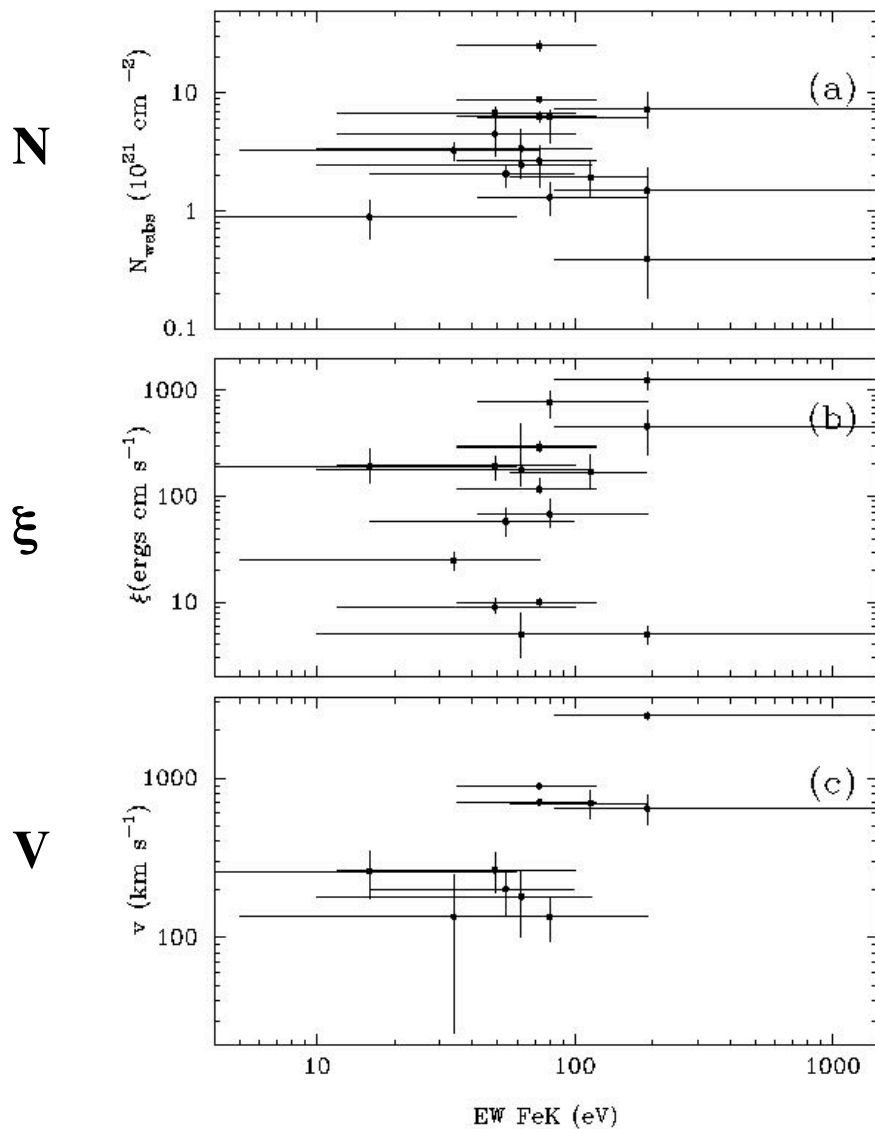 N
N_wabs (10^21 cm^-2)
10
1
0.1
(a)
ξ
ξ(ergs cm s^-1)
1000
100
10
(b)
V
v (km s^-1)
1000
100
(c)
10
100
1000
EW FeK (eV)